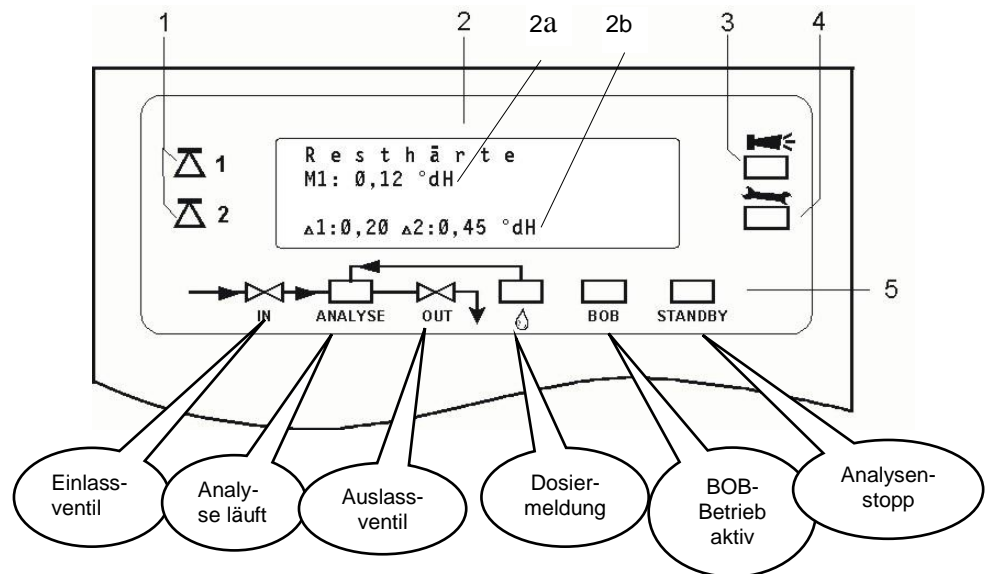 1
2
2a
2b
3
4
1
R e s t h ā r t e
M1: 0,12 °dH
2
▵1:0,20 ▵2:0,45 °dH
5
IN
ANALYSE
OUT
BOB
STANDBY
Einlass-
ventil
Analy-
se läuft
Auslass-
ventil
Dosier-
meldung
BOB-
Betrieb
aktiv
Analysen-
stopp